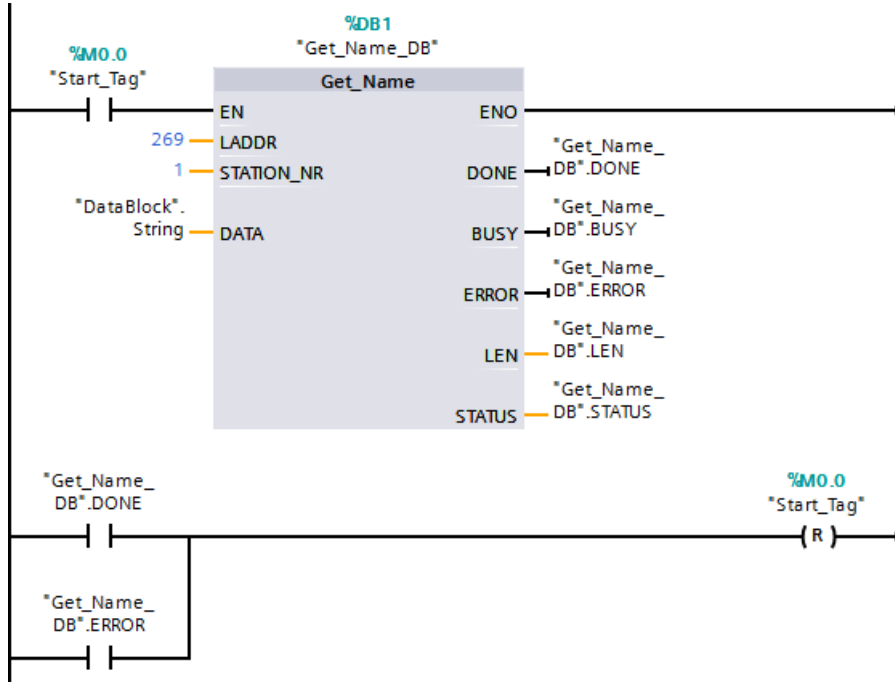 %DB1
"Get_Name_DB"
%M0.0
"Start_Tag"
Get_Name
EN
ENO
269
LADDR
1
STATION_NR
"Get_Name_
DONE
DB".DONE
"DataBlock".
String
DATA
"Get_Name_
BUSY
DB".BUSY
"Get_Name_
ERROR
DB".ERROR
"Get_Name_
LEN
DB".LEN
"Get_Name_
STATUS
DB".STATUS
"Get_Name_
DB".DONE
%M0.0
"Start_Tag"
( R )
"Get_Name_
DB".ERROR